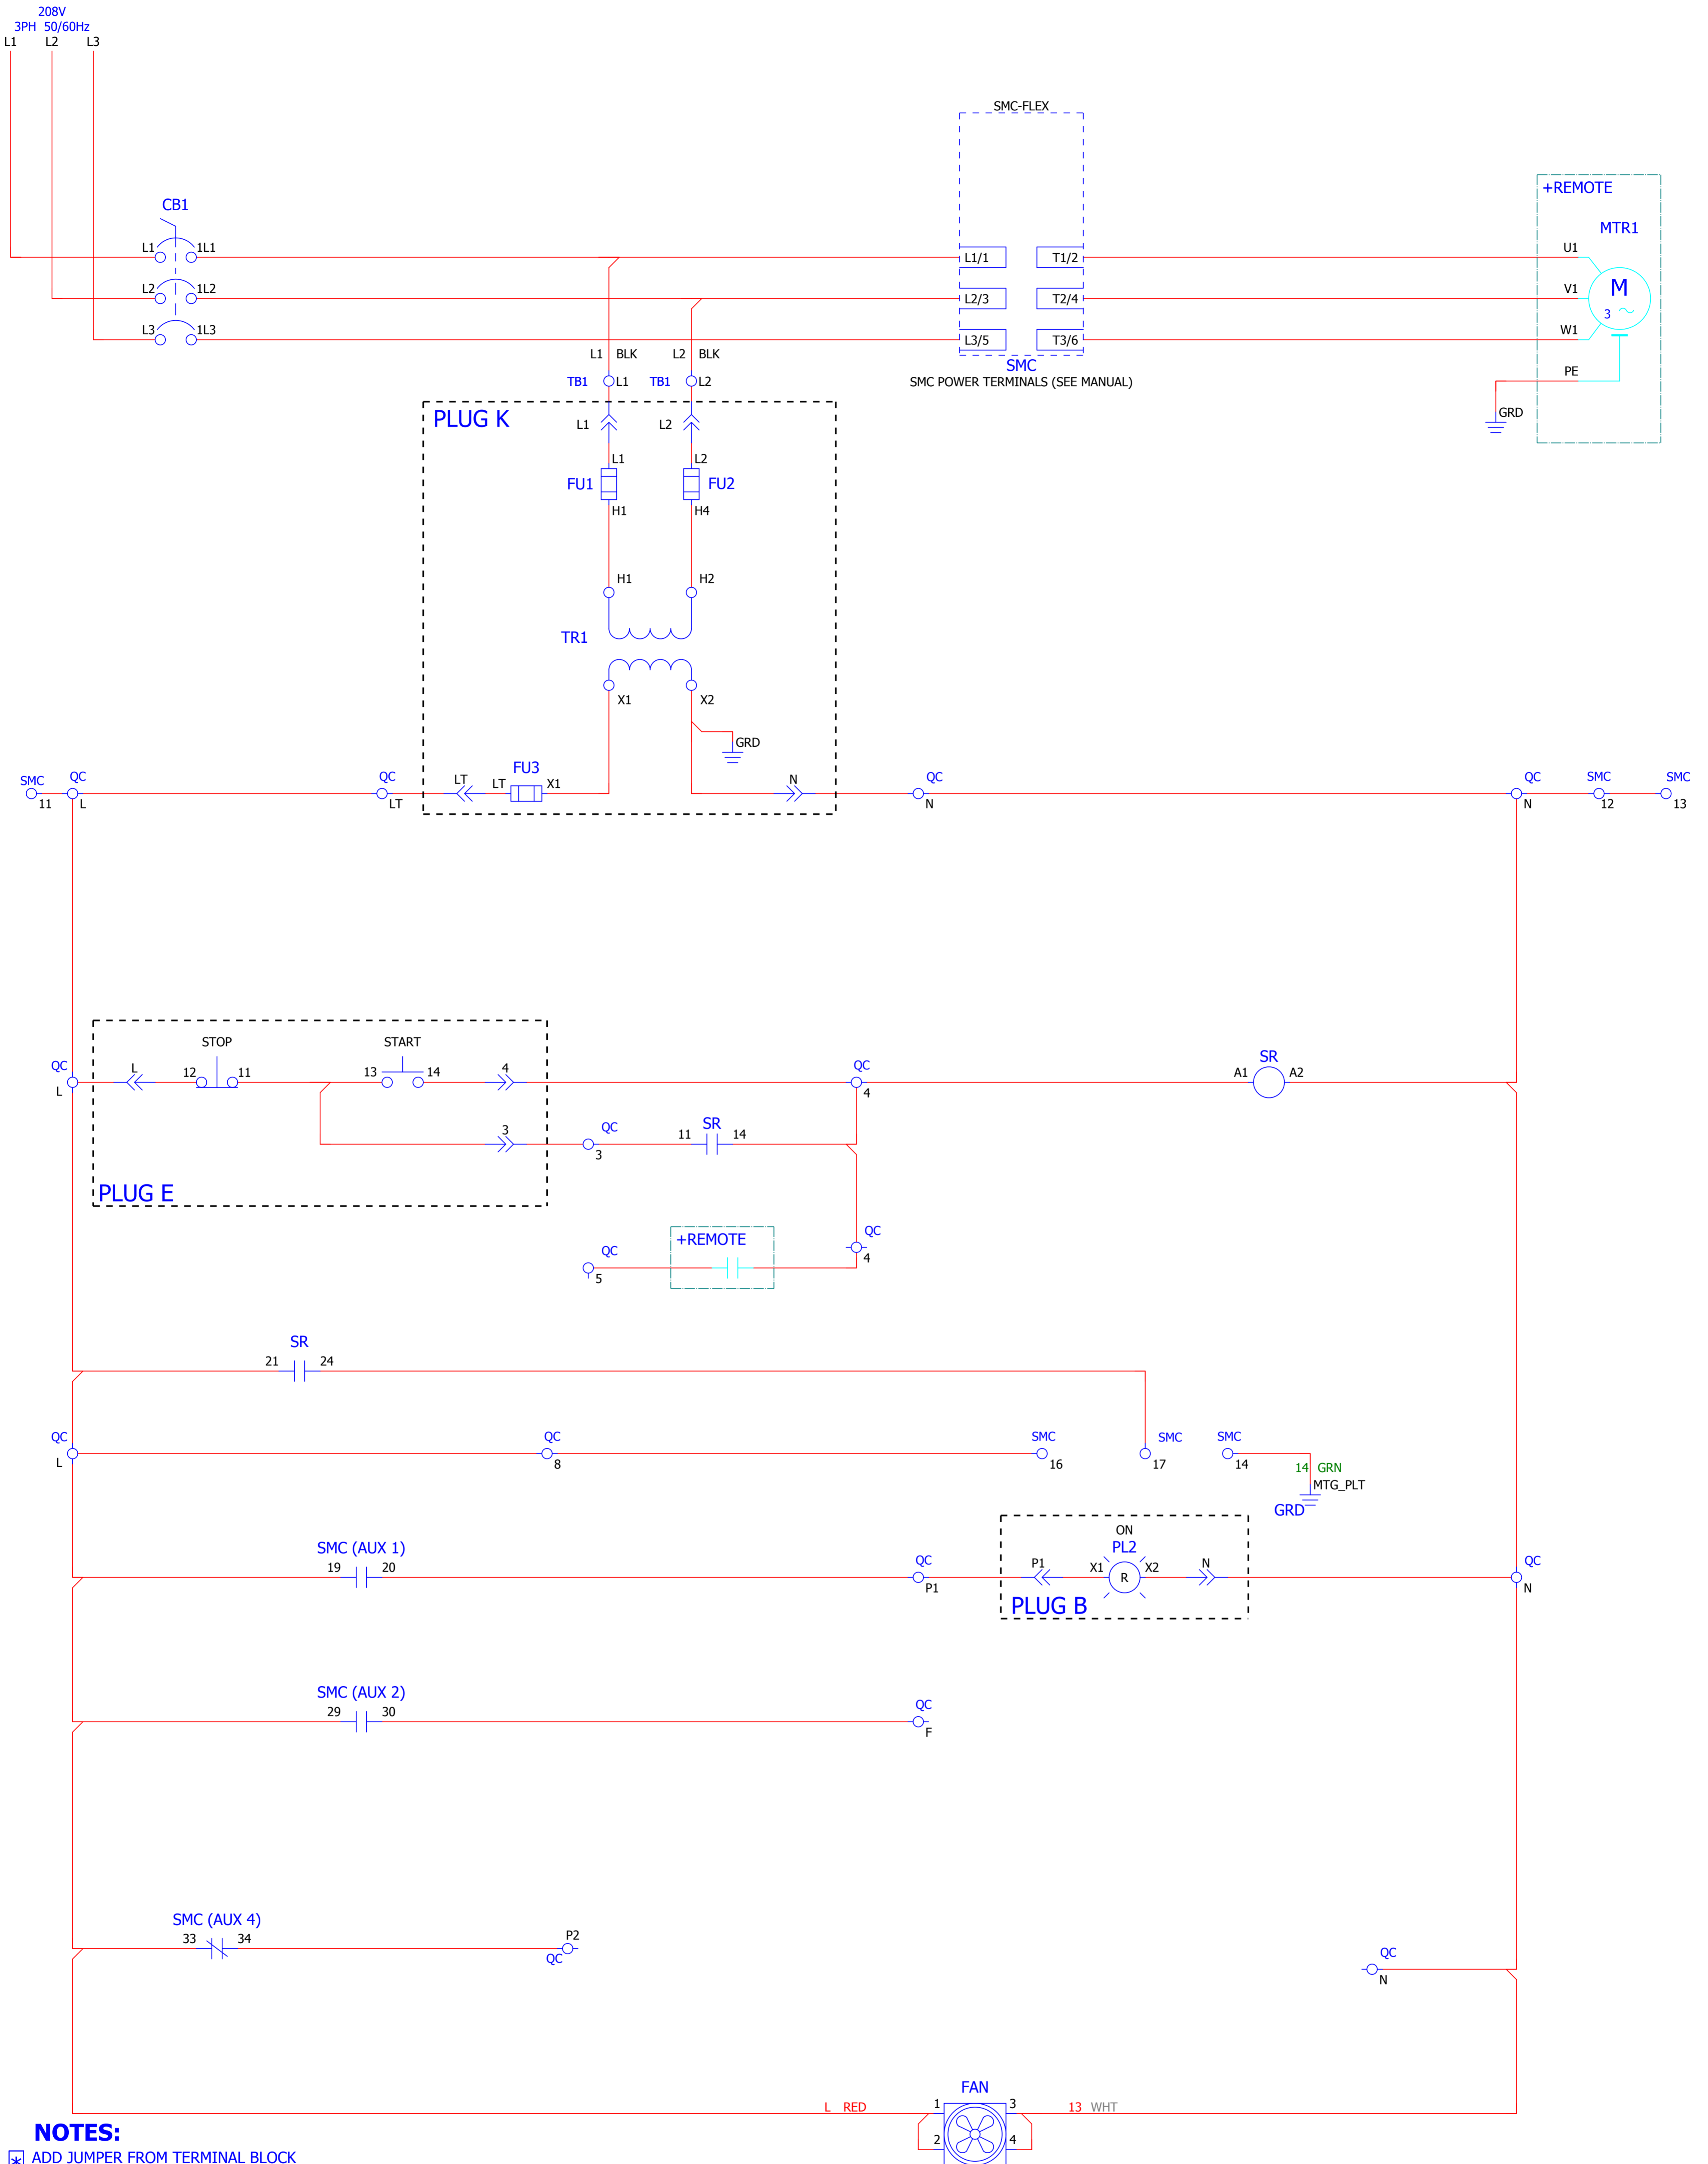 208V
3PH 50/60Hz
L1 L2 L3
SMC-FLEX
CB1
+REMOTE
MTR1
L1 1L1
L1/1 T1/2
U1
L2 1L2
L2/3 T2/4
V1
M
3
L3 1L3
L3/5 T3/6
W1
L1 BLK L2 BLK
SMC
SMC POWER TERMINALS (SEE MANUAL)
PE
TB1 L1 TB1 L2
GRD
PLUG K
L1 L2
L1 L2
FU1 FU2
H1 H4
H1 H2
TR1
X1 X2
GRD
SMC QC QC LT LT FU3 X1 N QC QC SMC SMC
11 L LT N N 12 13
STOP START
QC L 12 11 13 14 4 QC SR
L 4 A1 A2
3 QC 11 SR 14
3
PLUG E
QC +REMOTE QC
5 4
SR
21 24
QC QC SMC SMC SMC
L 8 16 17 14
14 GRN
MTG_PLT
GRD
SMC (AUX 1)
19 20
ON
PL2
QC P1 X1 R X2 N QC
P1 N
PLUG B
SMC (AUX 2)
29 30 QC
F
SMC (AUX 4)
33 34 P2
QC
QC
N
FAN
L RED 1 3 13 WHT
2 4
NOTES:
* ADD JUMPER FROM TERMINAL BLOCK